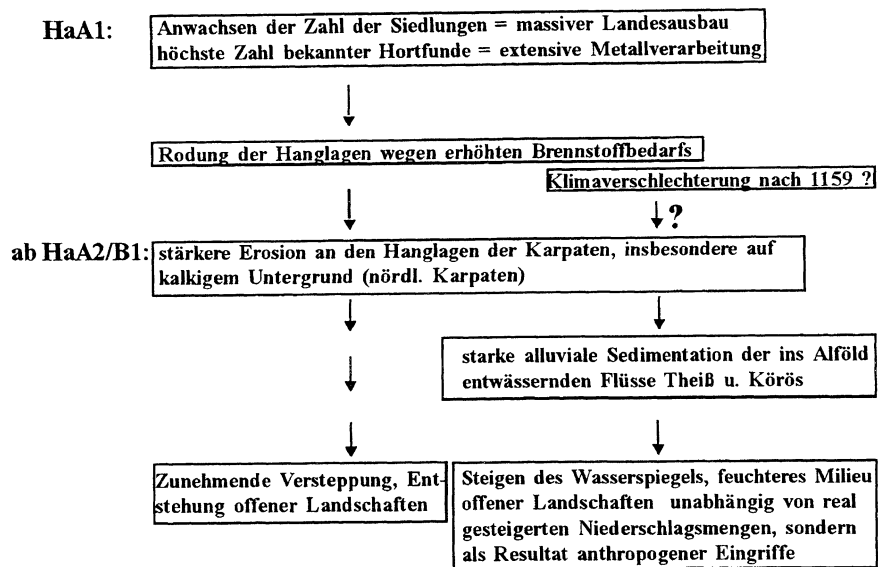 HaA1:
Anwachsen der Zahl der Siedlungen = massiver Landesausbau
höchste Zahl bekannter Hortfunde = extensive Metallverarbeitung
Rodung der Hanglagen wegen erhöhten Brennstoffbedarfs
Klimaverschlechterung nach 1159 ?
?
ab HaA2/B1:
stärkere Erosion an den Hanglagen der Karpaten, insbesondere auf
kalkigem Untergrund (nördl. Karpaten)
starke alluviale Sedimentation der ins Alföld
entwässernden Flüsse Theiß u. Körös
Zunehmende Versteppung, Ent-
stehung offener Landschaften
Steigen des Wasserspiegels, feuchteres Milieu
offener Landschaften unabhängig von real
gesteigerten Niederschlagsmengen, sondern
als Resultat anthropogener Eingriffe